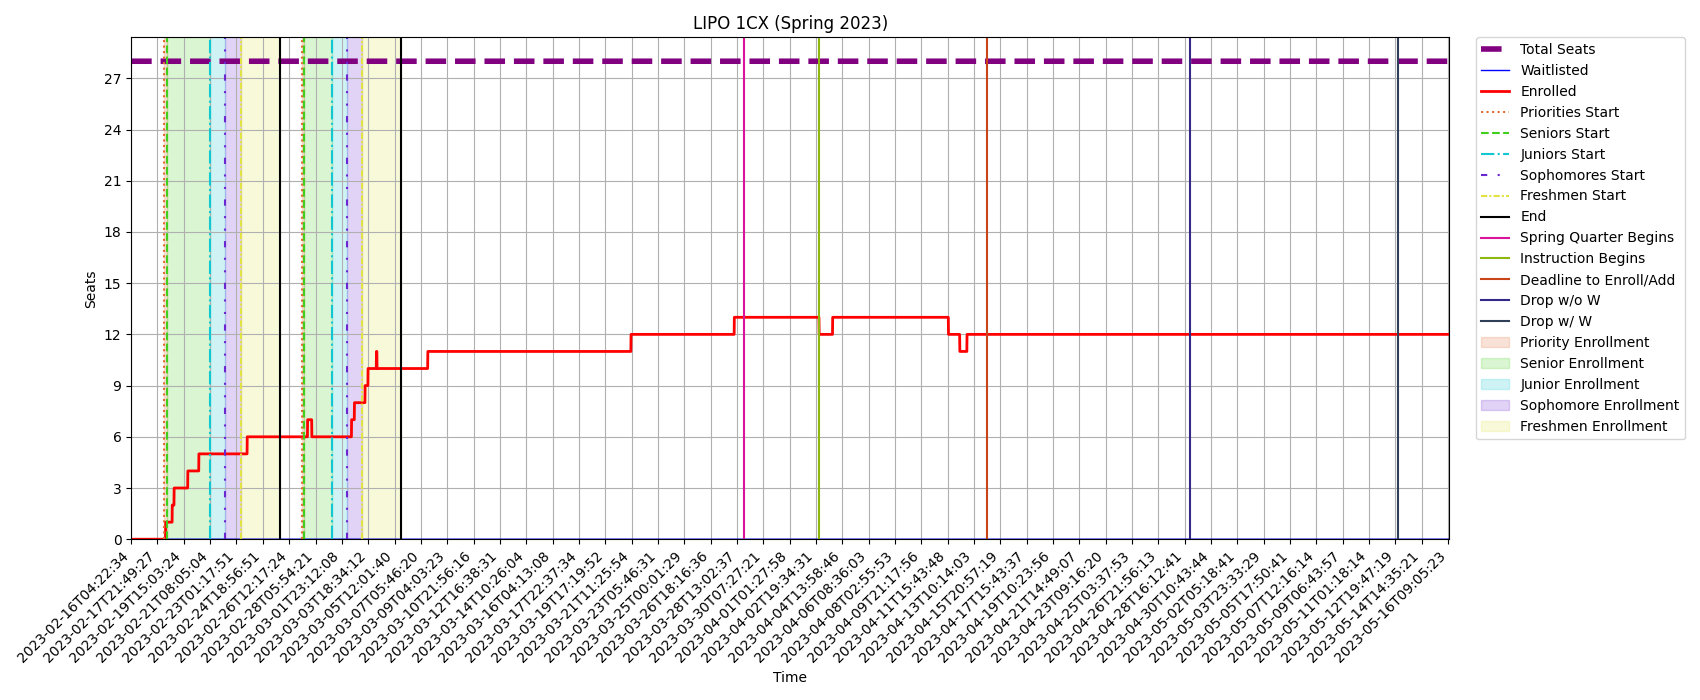 LIPO 1CX (Spring 2023)
Seats
27
24
21
18
15
12
9
6
3
0
2023-02-16T04:22:34
2023-02-17T21:49:27
2023-02-19T15:03:24
2023-02-21T08:05:04
2023-02-23T01:17:51
2023-02-24T18:56:51
2023-02-26T12:17:24
2023-02-28T05:54:21
2023-03-01T23:12:08
2023-03-03T18:34:12
2023-03-05T12:01:40
2023-03-07T05:46:20
2023-03-09T04:03:23
2023-03-10T21:56:16
2023-03-12T16:38:31
2023-03-14T10:26:04
2023-03-16T04:13:08
2023-03-17T22:37:34
2023-03-19T17:19:52
2023-03-21T11:25:54
2023-03-23T05:46:31
2023-03-25T00:01:29
2023-03-26T18:16:36
2023-03-28T13:02:37
2023-03-30T07:27:21
2023-04-01T01:27:58
2023-04-02T19:34:31
2023-04-04T13:58:46
2023-04-06T08:36:03
2023-04-08T02:55:53
2023-04-09T21:17:56
2023-04-11T15:43:48
2023-04-13T10:14:03
2023-04-15T20:57:19
2023-04-17T15:43:37
2023-04-19T10:23:56
2023-04-21T14:49:07
2023-04-23T09:16:20
2023-04-25T03:37:53
2023-04-26T21:56:13
2023-04-28T16:12:41
2023-04-30T10:43:44
2023-05-02T05:18:41
2023-05-03T23:33:29
2023-05-05T17:50:41
2023-05-07T12:16:14
2023-05-09T06:43:57
2023-05-11T01:18:14
2023-05-12T19:47:19
2023-05-14T14:35:21
2023-05-16T09:05:23
Time
Total Seats
Waitlisted
Enrolled
Priorities Start
Seniors Start
Juniors Start
Sophomores Start
Freshmen Start
End
Spring Quarter Begins
Instruction Begins
Deadline to Enroll/Add
Drop w/o W
Drop w/ W
Priority Enrollment
Senior Enrollment
Junior Enrollment
Sophomore Enrollment
Freshmen Enrollment